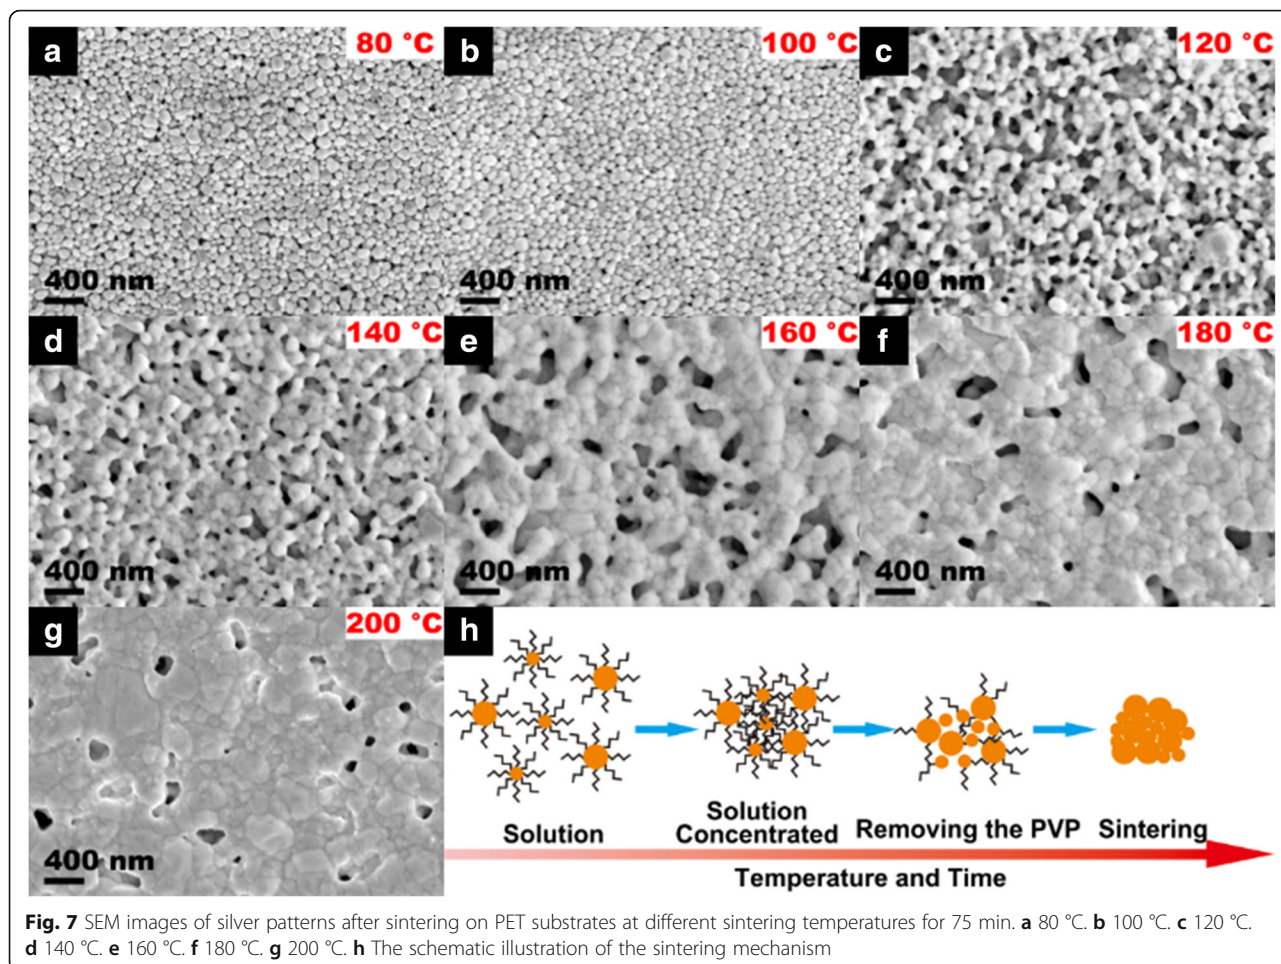 a
80 °C
400 nm
b
100 °C
400 nm
c
120 °C
400 nm
d
140 °C
400 nm
e
160 °C
400 nm
f
180 °C
400 nm
g
200 °C
400 nm
h
Solution
Solution
Concentrated
Removing the PVP
Sintering
Temperature and Time
Fig. 7 SEM images of silver patterns after sintering on PET substrates at different sintering temperatures for 75 min. a 80 °C. b 100 °C. c 120 °C.
d 140 °C. e 160 °C. f 180 °C. g 200 °C. h The schematic illustration of the sintering mechanism